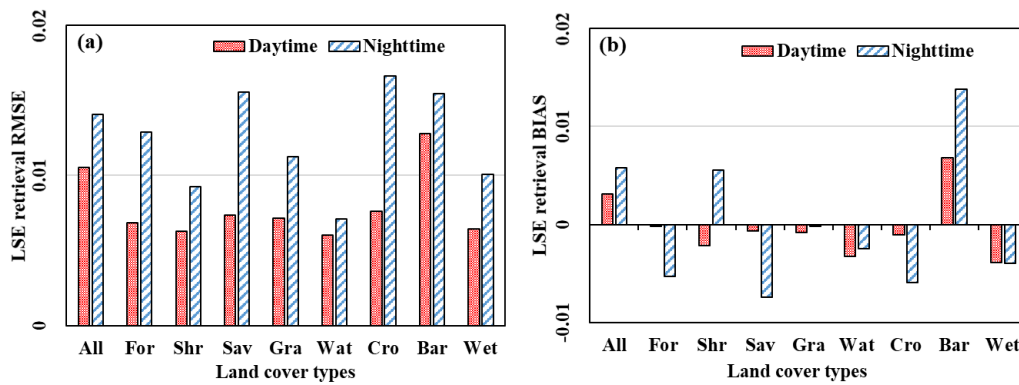 (a)
Daytime
Nighttime
LSE retrieval RMSE
0.02
0.01
0
All For Shr Sav Gra Wat Cro Bar Wet
Land cover types
(b)
Daytime
Nighttime
LSE retrieval BIAS
0.02
0.01
0
-0.01
All For Shr Sav Gra Wat Cro Bar Wet
Land cover types